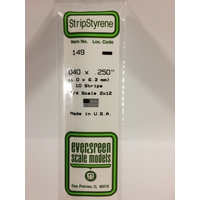 StripStyrene
Item No. Loc. Code
149
.040 x .250"
(1.0 x 6.3 mm)
10 Strips
1/4 Scale 2x12
Made in U.S.A.
evergreen
scale models
Des Plaines, IL 60018